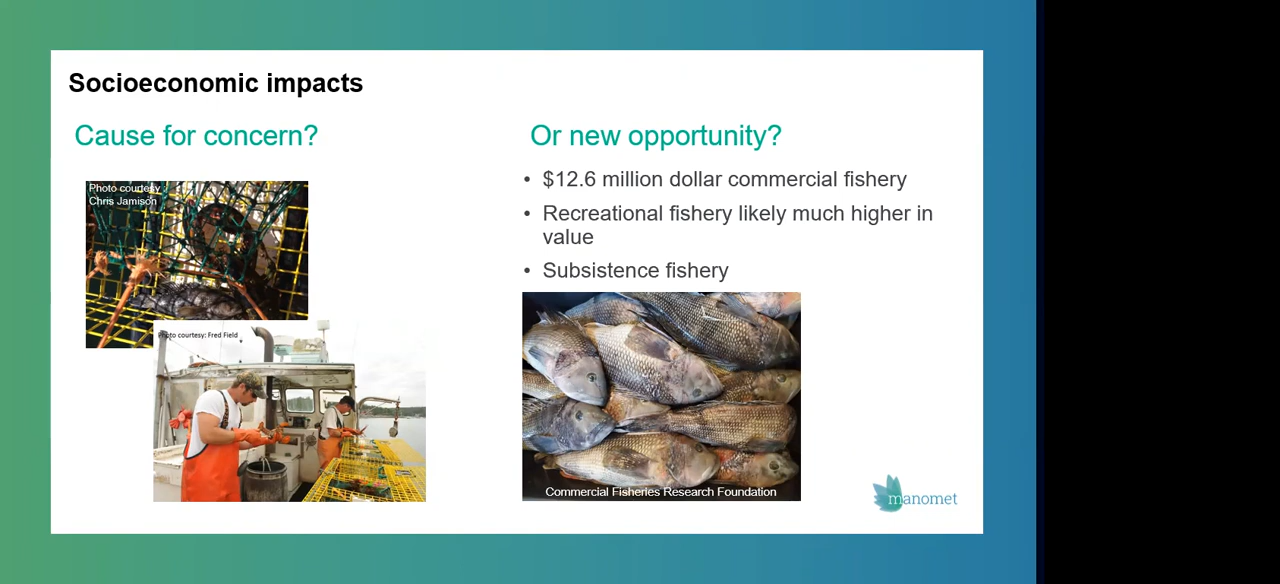 Socioeconomic impacts
Cause for concern?
Photo courtesy :
Chris Jamison
Photo courtesy: Fred Field
Or new opportunity?
• $12.6 million dollar commercial fishery
• Recreational fishery likely much higher in
value
• Subsistence fishery
Commercial Fisheries Research Foundation
manomet